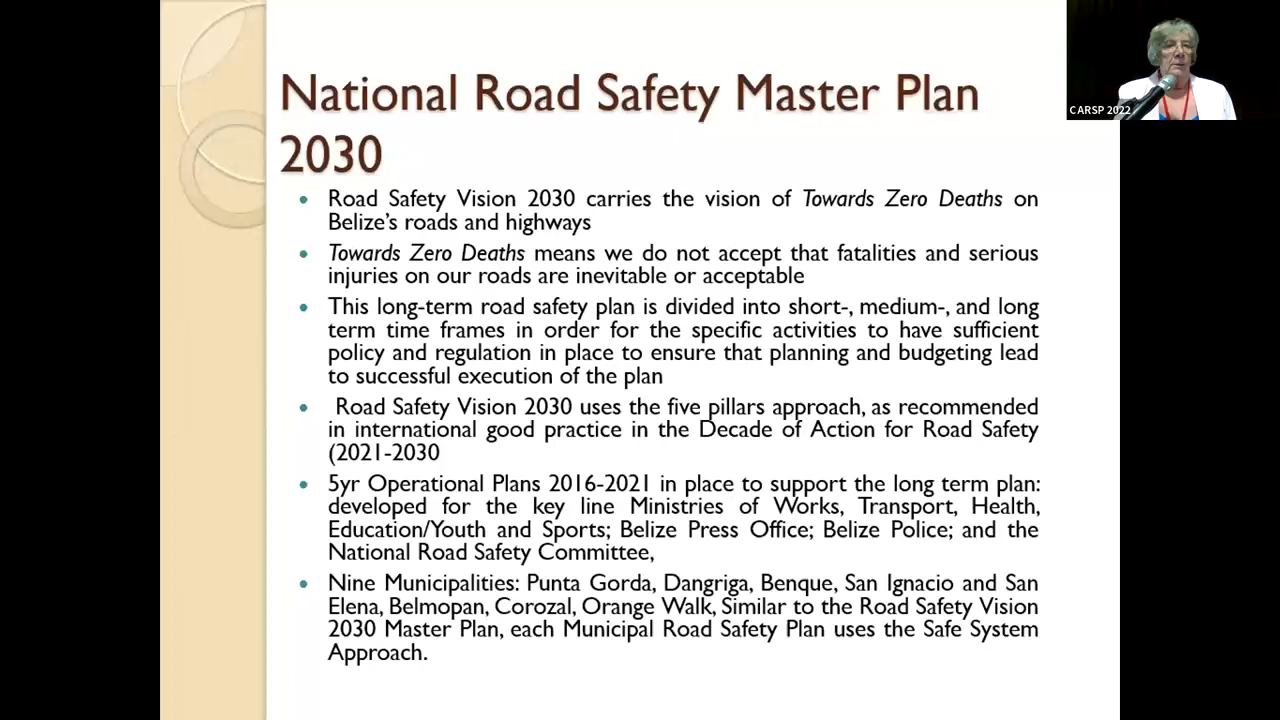 National Road Safety Master Plan
2030
CARSP 2022
• Road Safety Vision 2030 carries the vision of Towards Zero Deaths on
Belize's roads and highways
• Towards Zero Deaths means we do not accept that fatalities and serious
injuries on our roads are inevitable or acceptable
• This long-term road safety plan is divided into short-, medium-, and long
term time frames in order for the specific activities to have sufficient
policy and regulation in place to ensure that planning and budgeting lead
to successful execution of the plan
• Road Safety Vision 2030 uses the five pillars approach, as recommended
in international good practice in the Decade of Action for Road Safety
(2021-2030
• 5yr Operational Plans 2016-2021 in place to support the long term plan:
developed for the key line Ministries of Works, Transport, Health,
Education/Youth and Sports; Belize Press Office; Belize Police; and the
National Road Safety Committee,
• Nine Municipalities: Punta Gorda, Dangriga, Benque, San Ignacio and San
Elena, Belmopan, Corozal, Orange Walk, Similar to the Road Safety Vision
2030 Master Plan, each Municipal Road Safety Plan uses the Safe System
Approach.